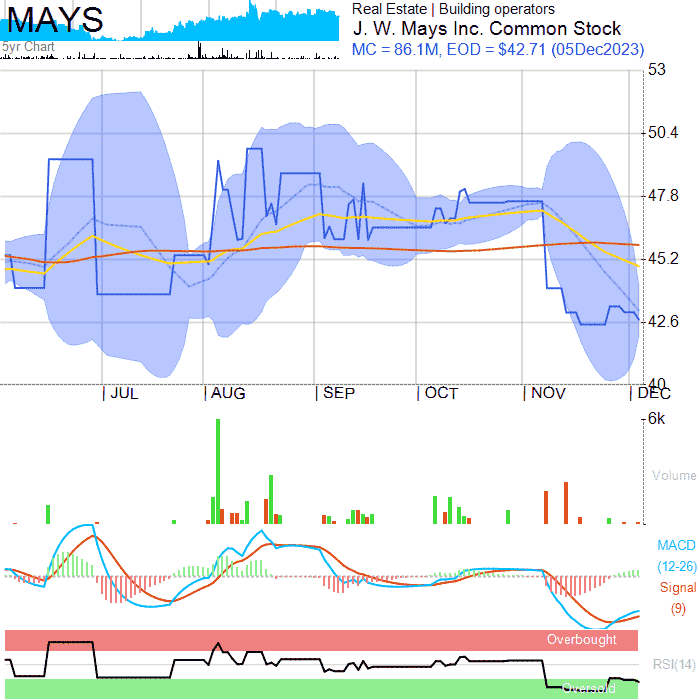 MAYS
5yr Chart
Real Estate | Building operators
J. W. Mays Inc. Common Stock
MC = 86.1M, EOD = $42.71 (05Dec2023)
53
50.4
47.8
45.2
42.6
40
JUL AUG SEP OCT NOV DEC
6k
Volume
MACD
(12-26)
Signal
(9)
Overbought
RSI(14)
Oversold